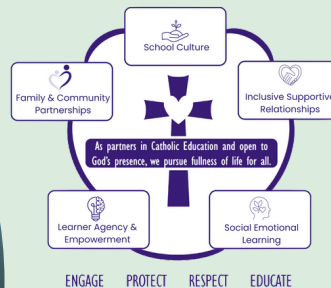 School Culture
Family & Community
Partnerships
Inclusive Supportive
Relationships
As partners in Catholic Education and open to
God's presence, we pursue fullness of life for all.
Learner Agency &
Empowerment
Social Emotional
Learning
ENGAGE PROTECT RESPECT EDUCATE